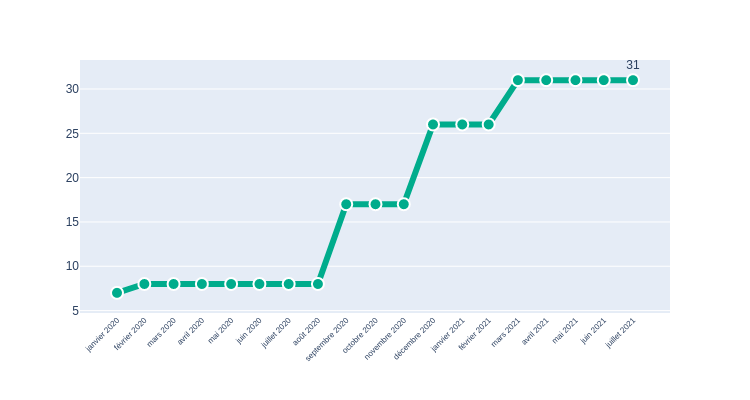 31
30
25
20
15
10
5
janvier 2020
février 2020
mars 2020
avril 2020
mai 2020
juin 2020
juillet 2020
août 2020
septembre 2020
octobre 2020
novembre 2020
décembre 2020
janvier 2021
février 2021
mars 2021
avril 2021
mai 2021
juin 2021
juillet 2021